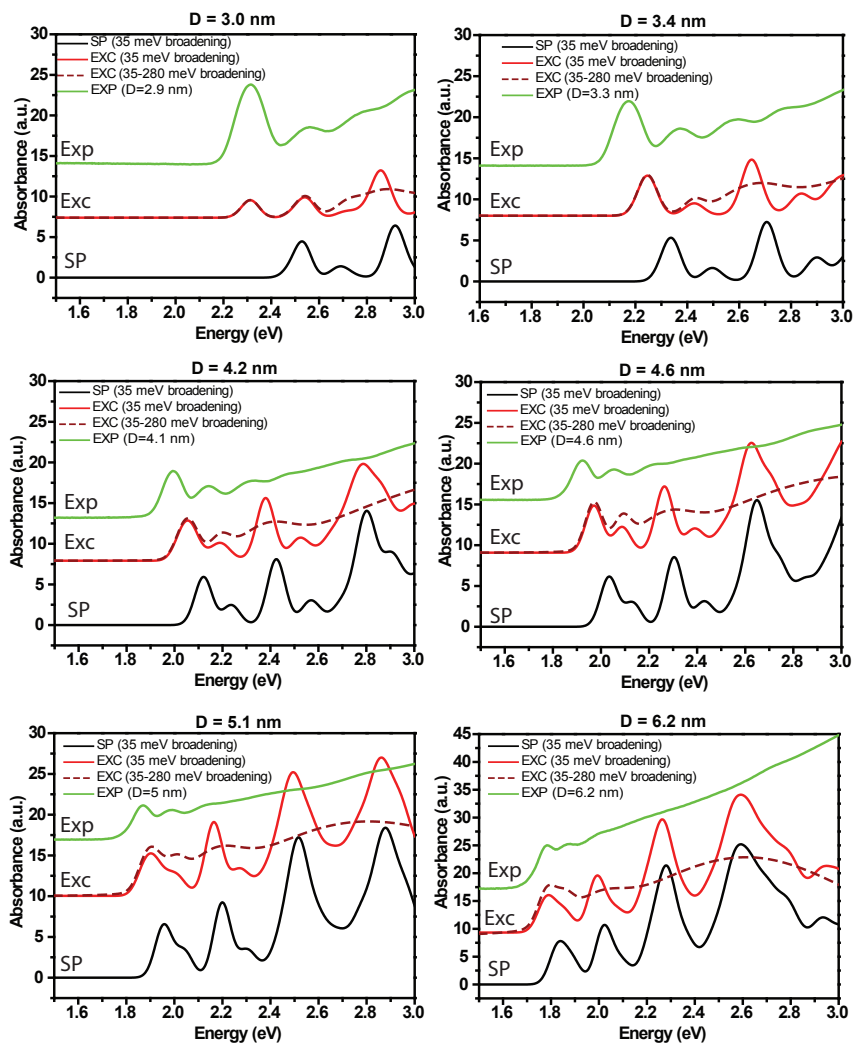 D = 3.0 nm
30
25
20
15
10
5
0
Absorbance (a.u.)
SP (35 meV broadening)
EXC (35 meV broadening)
EXC (35-280 meV broadening)
EXP (D=2.9 nm)
Exp
Exc
SP
1.6 1.8 2.0 2.2 2.4 2.6 2.8 3.0
Energy (eV)
D = 3.4 nm
30
25
20
15
10
5
0
Absorbance (a.u.)
SP (35 meV broadening)
EXC (35 meV broadening)
EXC (35-280 meV broadening)
EXP (D=3.3 nm)
Exp
Exc
SP
1.6 1.8 2.0 2.2 2.4 2.6 2.8 3.0
Energy (eV)
D = 4.2 nm
30
25
20
15
10
5
0
Absorbance (a.u.)
SP (35 meV broadening)
EXC (35 meV broadening)
EXC (35-280 meV broadening)
EXP (D=4.1 nm)
Exp
Exc
SP
1.6 1.8 2.0 2.2 2.4 2.6 2.8 3.0
Energy (eV)
D = 4.6 nm
30
25
20
15
10
5
0
Absorbance (a.u.)
SP (35 meV broadening)
EXC (35 meV broadening)
EXC (35-280 meV broadening)
EXP (D=4.6 nm)
Exp
Exc
SP
1.6 1.8 2.0 2.2 2.4 2.6 2.8 3.0
Energy (eV)
D = 5.1 nm
30
25
20
15
10
5
0
Absorbance (a.u.)
SP (35 meV broadening)
EXC (35 meV broadening)
EXC (35-280 meV broadening)
EXP (D=5 nm)
Exp
Exc
SP
1.6 1.8 2.0 2.2 2.4 2.6 2.8 3.0
Energy (eV)
D = 6.2 nm
45
40
35
30
25
20
15
10
5
0
Absorbance (a.u.)
SP (35 meV broadening)
EXC (35 meV broadening)
EXC (35-280 meV broadening)
EXP (D=6.2 nm)
Exp
Exc
SP
1.6 1.8 2.0 2.2 2.4 2.6 2.8 3.0
Energy (eV)